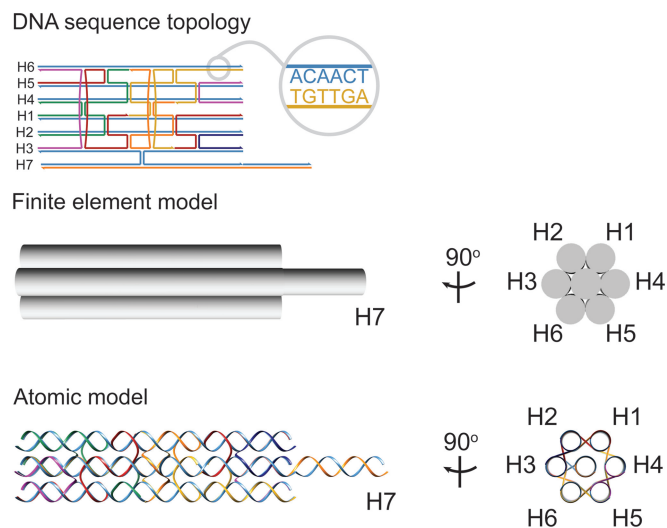 DNA sequence topology
H6
H5
H4
H1
H2
H3
H7
ACAACT
TGTTGA
Finite element model
H7
90°
H2 H1
H3 H4
H6 H5
Atomic model
H7
90°
H2 H1
H3 H4
H6 H5